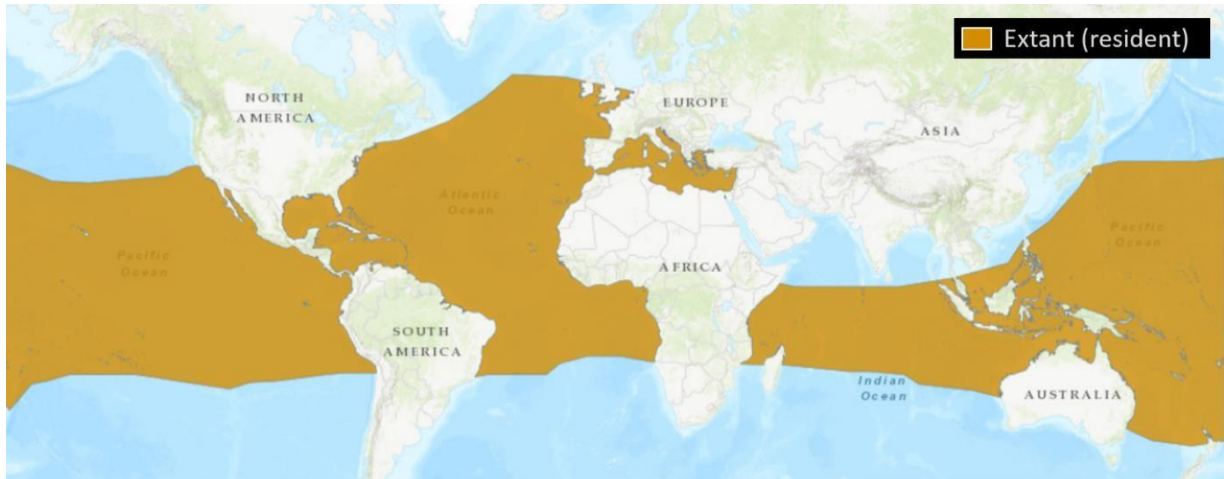 Extant (resident)
NORTH
AMERICA
EUROPE
ASIA
Atlantic
Ocean
Pacific
Ocean
Pacific
Ocean
AFRICA
SOUTH
AMERICA
Indian
Ocean
AUSTRALIA